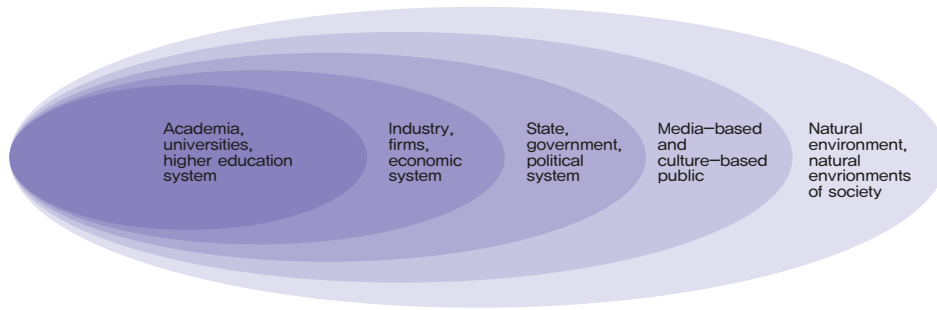 Academia,
universities,
higher education
system
Industry,
firms,
economic
system
State,
government,
political
system
Media-based
and
culture-based
public
Natural
environment,
natural
envrionments
of society